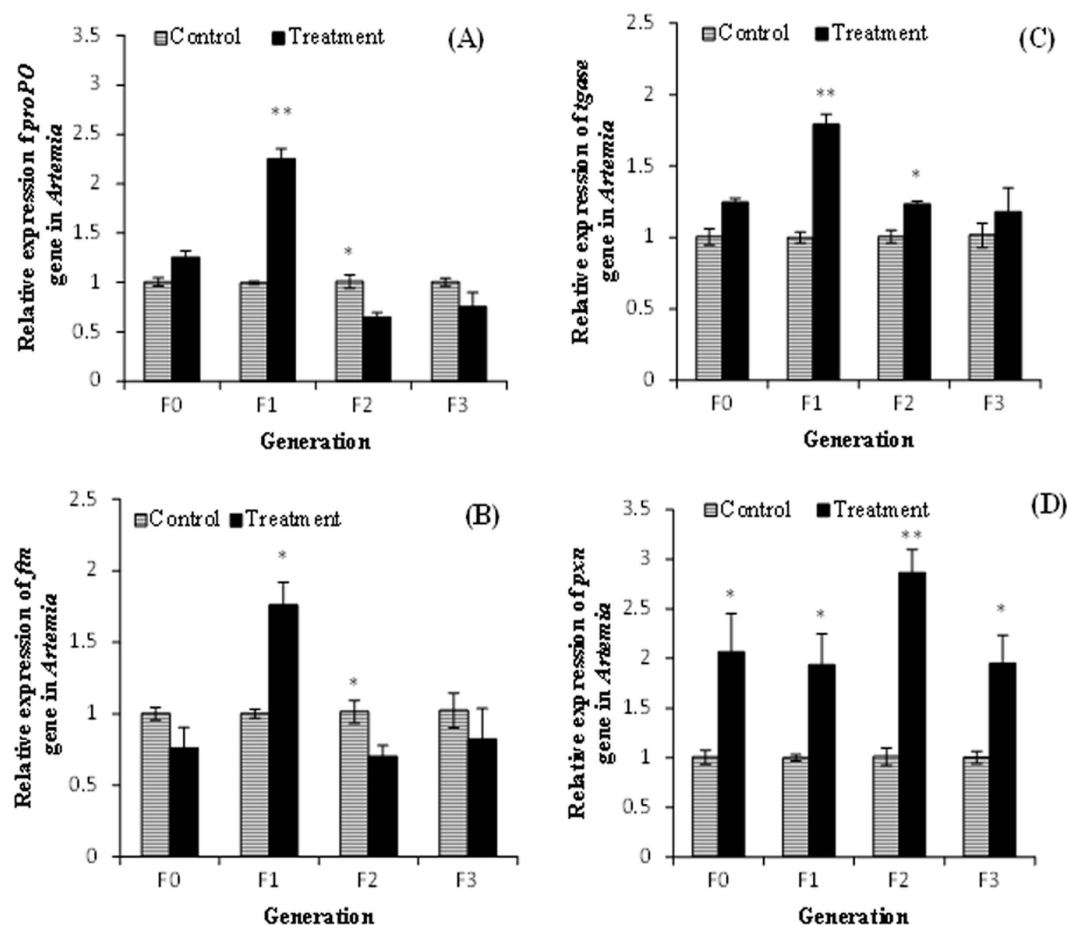 (A)
Control Treatment
Relative expression f proPO
gene in Artemia
3.5
3
2.5
2
1.5
1
0.5
0
**
*
F0 F1 F2 F3
Generation
(C)
Control Treatment
Relative expression of tgase
gene in Artemia
2.5
2
1.5
1
0.5
0
**
*
F0 F1 F2 F3
Generation
(B)
Control Treatment
Relative expression of ftn
gene in Artemia
2.5
2
1.5
1
0.5
0
*
*
F0 F1 F2 F3
Generation
(D)
Control Treatment
Relative expression of pxn
gene in Artemia
3.5
3
2.5
2
1.5
1
0.5
0
**
* * *
F0 F1 F2 F3
Generation